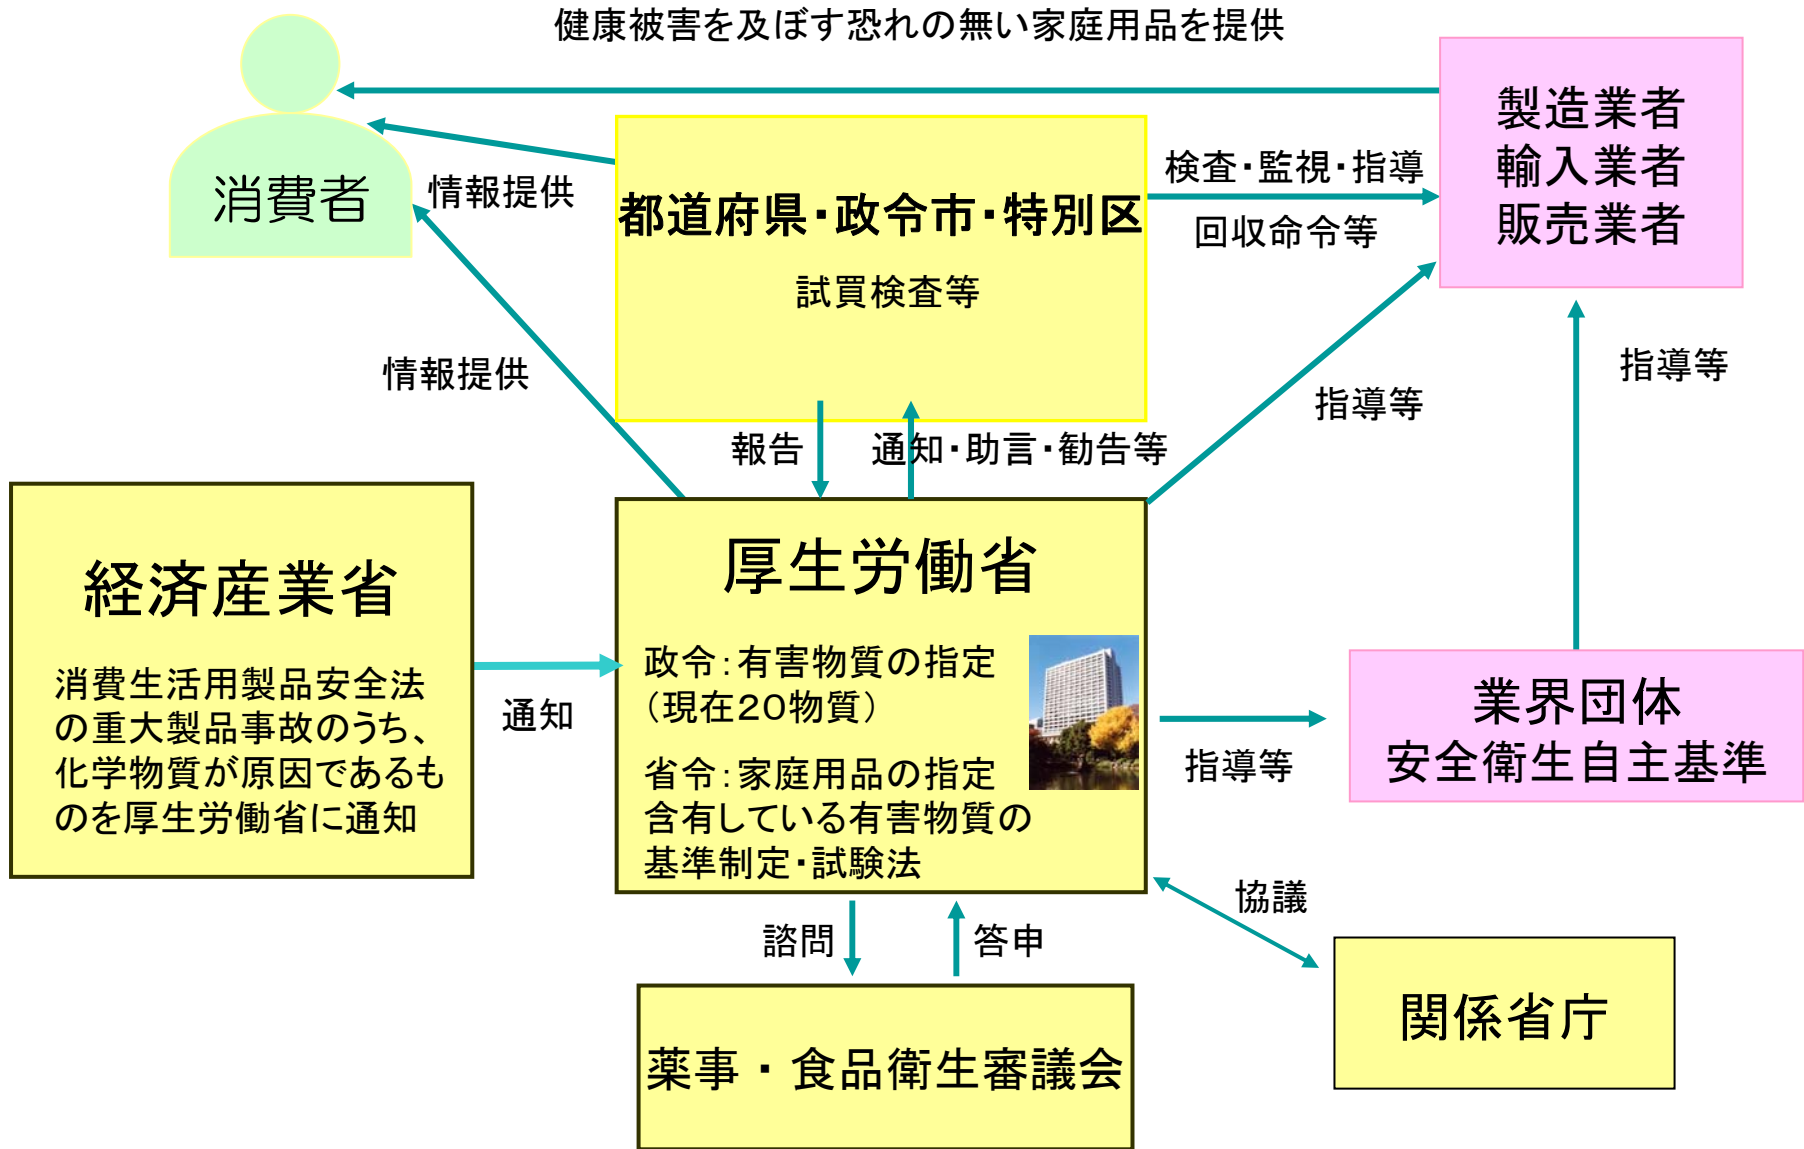 健康被害を及ぼす恐れの無い家庭用品を提供
消費者
情報提供
都道府県・政令市・特別区
試買検査等
検査・監視・指導
回収命令等
製造業者
輸入業者
販売業者
情報提供
報告
通知・助言・勧告等
指導等
指導等
経済産業省
消費生活用製品安全法
の重大製品事故のうち、
化学物質が原因であるも
のを厚生労働省に通知
通知
厚生労働省
政令：有害物質の指定
（現在２０物質）
省令：家庭用品の指定
含有している有害物質の
基準制定・試験法
指導等
業界団体
安全衛生自主基準
協議
諮問
答申
関係省庁
薬事・食品衛生審議会